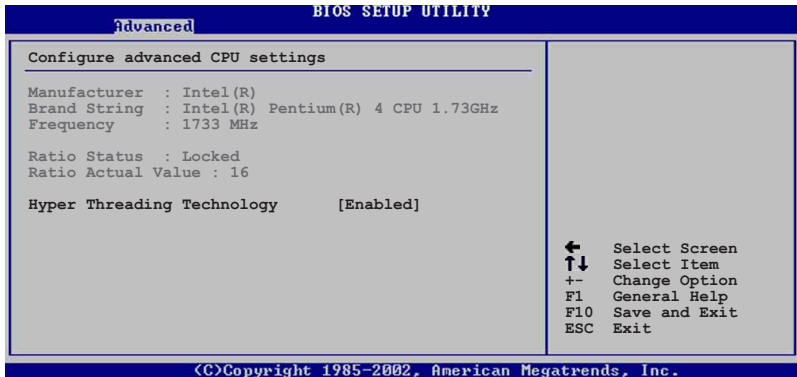 BIOS SETUP UTILITY
Advanced
Configure advanced CPU settings
Manufacturer : Intel(R)
Brand String : Intel(R) Pentium(R) 4 CPU 1.73GHz
Frequency : 1733 MHz
Ratio Status : Locked
Ratio Actual Value : 16
Hyper Threading Technology [Enabled]
← Select Screen
↑↓ Select Item
+- Change Option
F1 General Help
F10 Save and Exit
ESC Exit
(C)Copyright 1985-2002, American Megatrends, Inc.